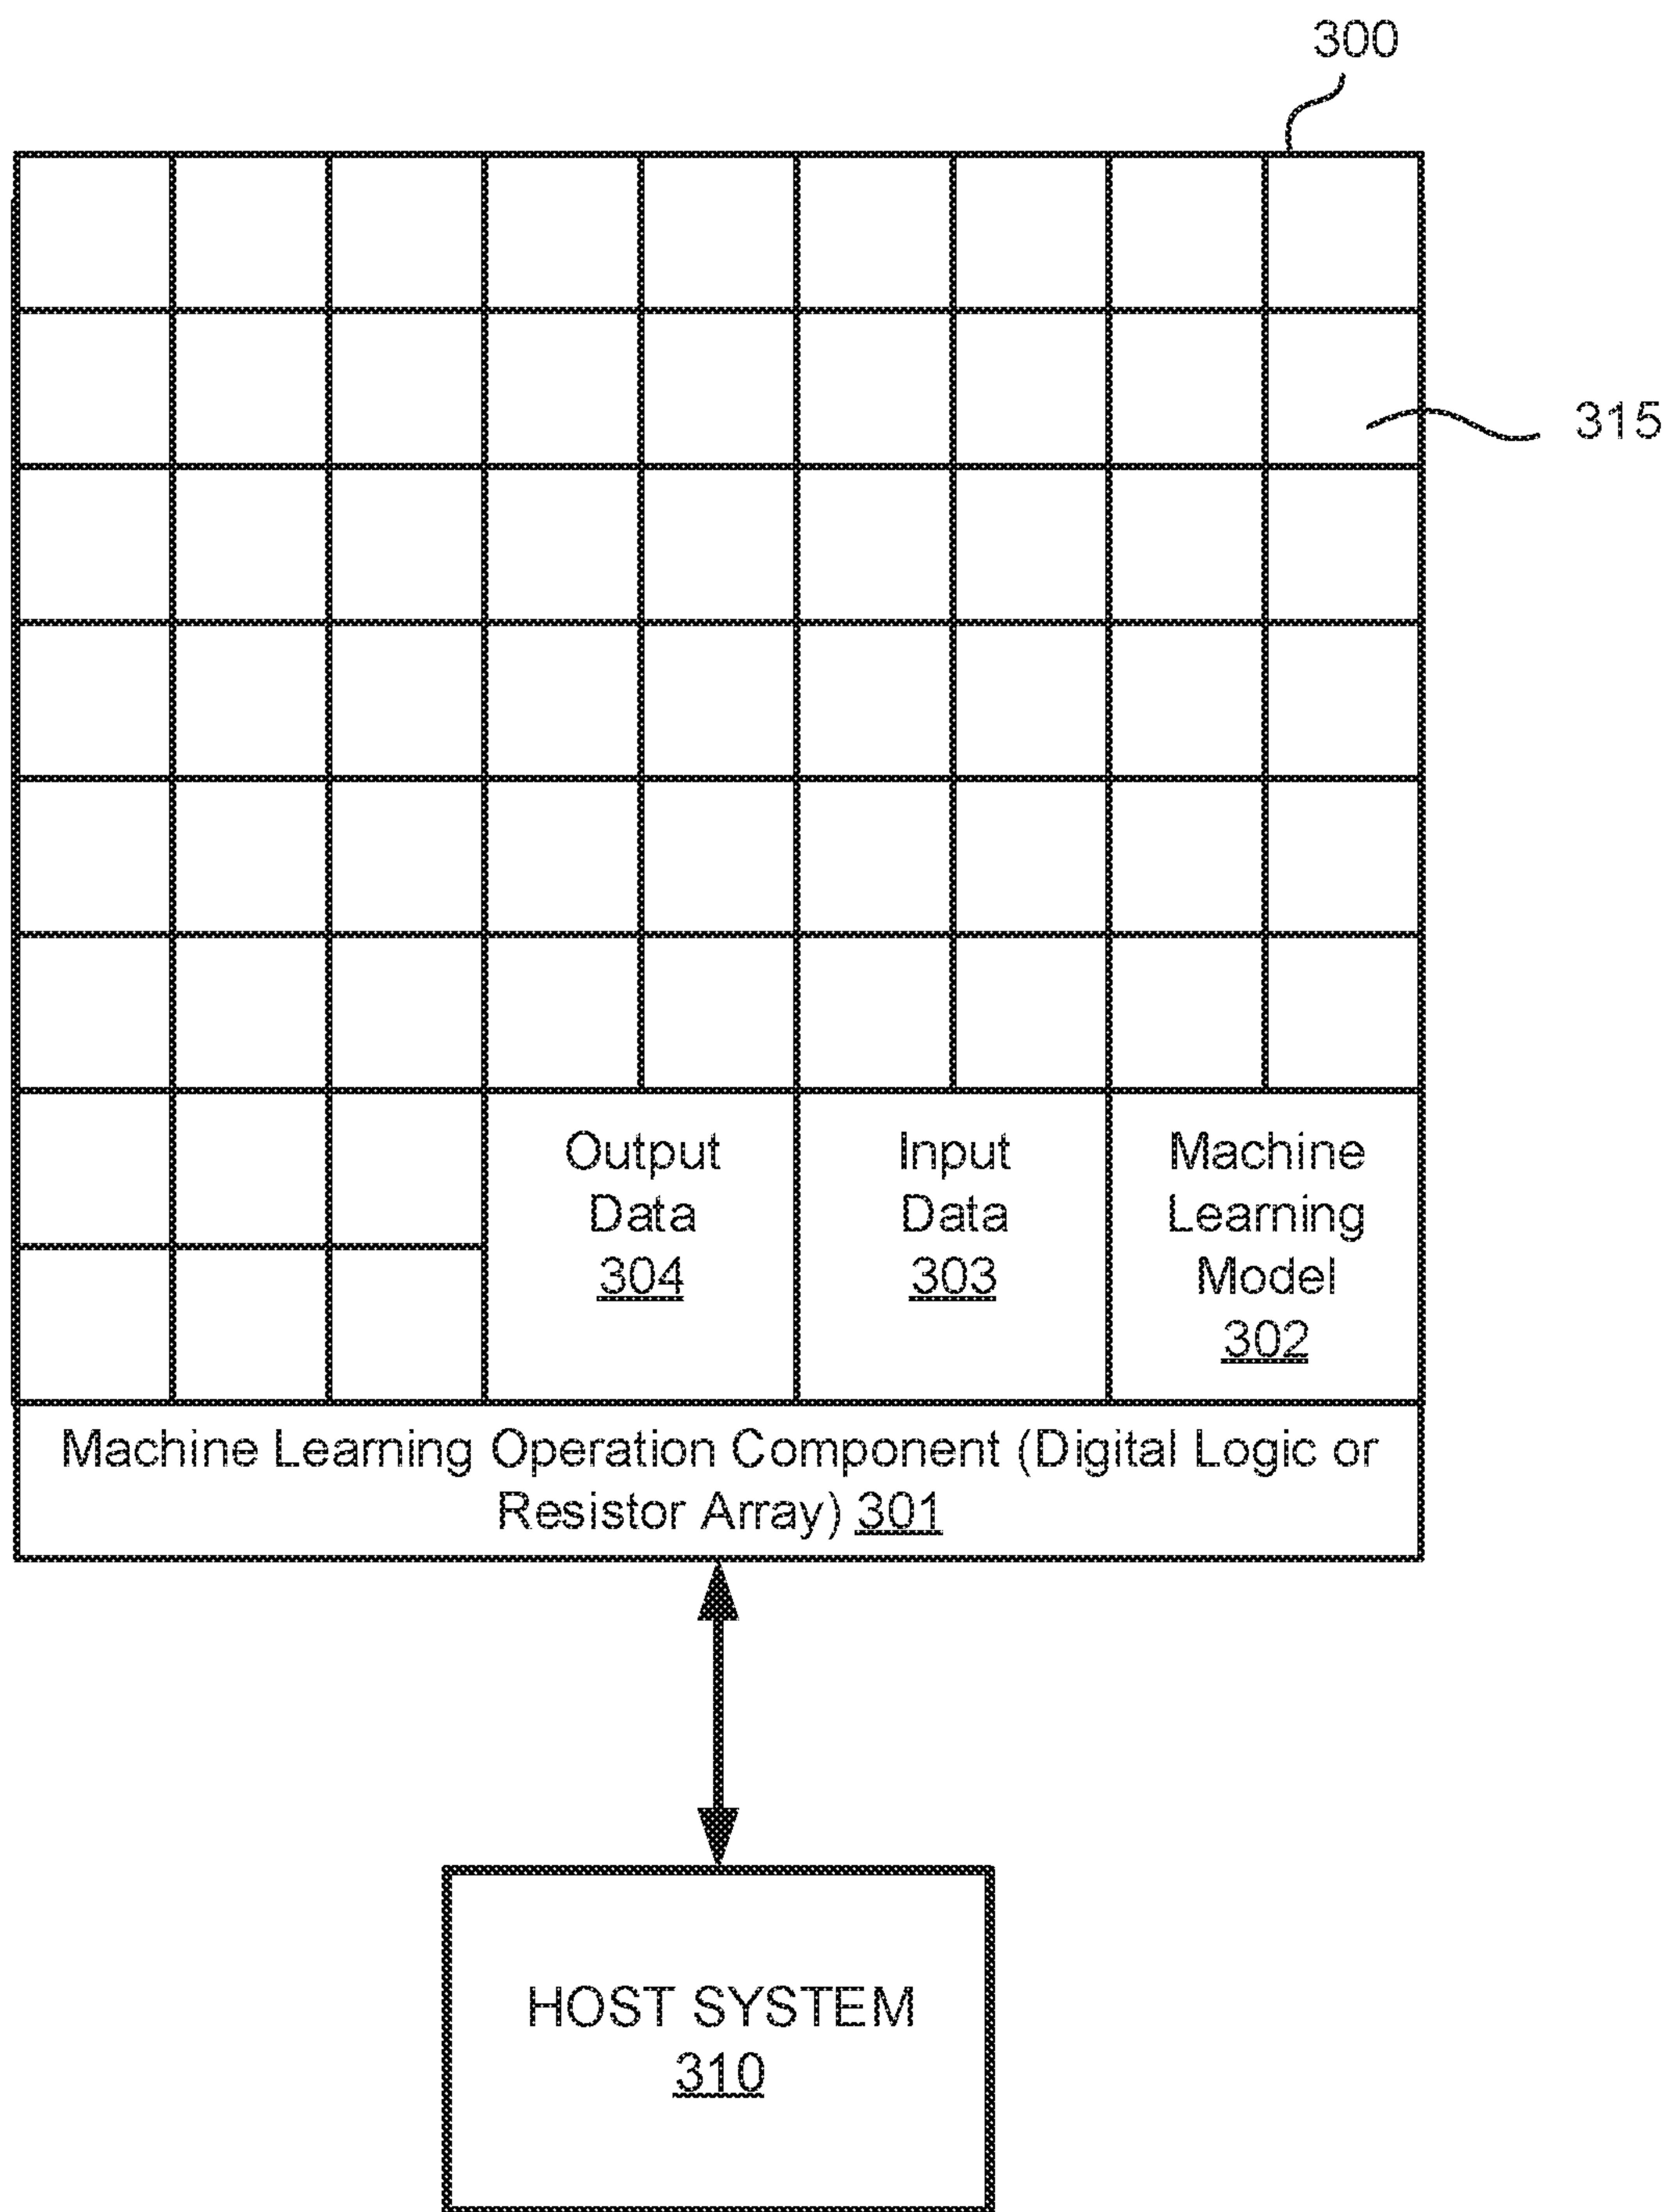 300
315
Output
Data
304
Input
Data
303
Machine
Learning
Model
302
Machine Learning Operation Component (Digital Logic or
Resistor Array) 301
HOST SYSTEM
310